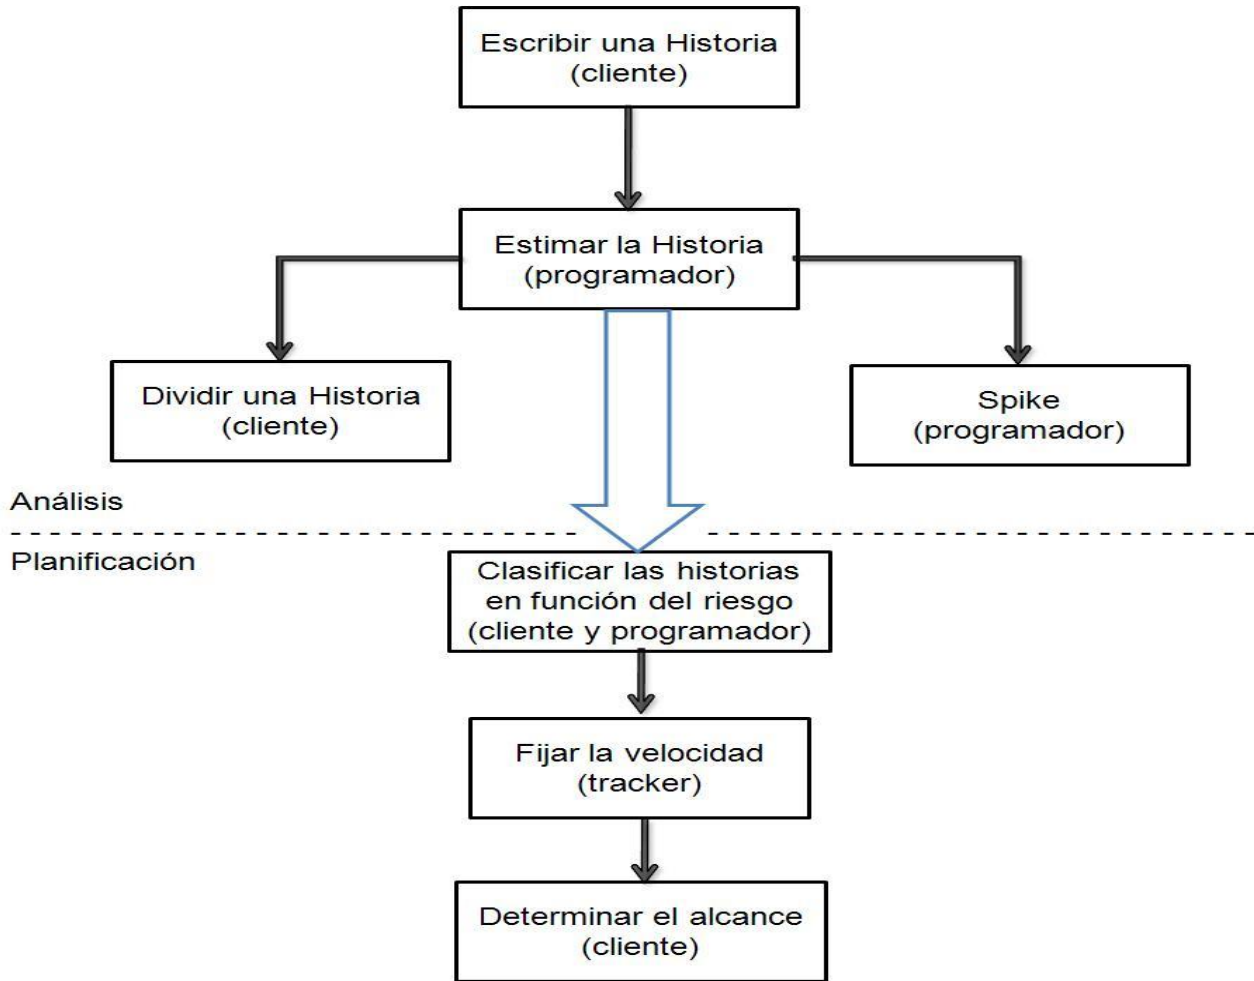 Escribir una Historia
(cliente)
Estimar la Historia
(programador)
Dividir una Historia
(cliente)
Spike
(programador)
Análisis
Planificación
Clasificar las historias
en función del riesgo
(cliente y programador)
Fijar la velocidad
(tracker)
Determinar el alcance
(cliente)